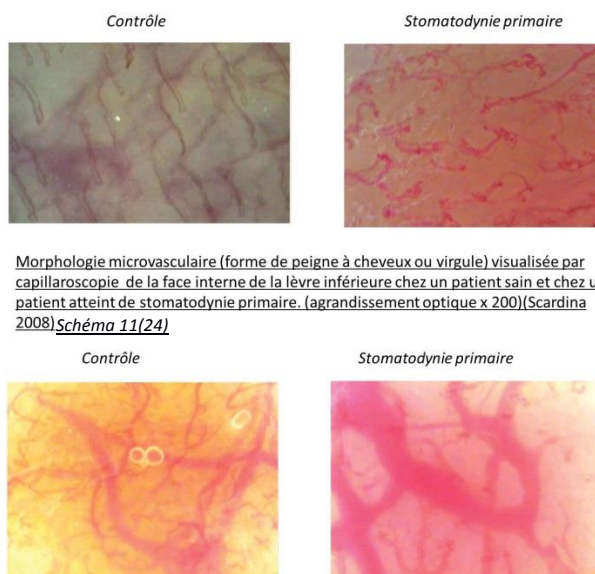 Contrôle
Stomatodynie primaire
Morphologie microvasculaire (forme de peigne à cheveux ou virgule) visualisée par
capillaroscopie de la face interne de la lèvre inférieure chez un patient sain et chez u
patient atteint de stomatodynie primaire. (agrandissement optique x 200)(Scardina
2008) Schéma 11(24)
Contrôle
Stomatodynie primaire